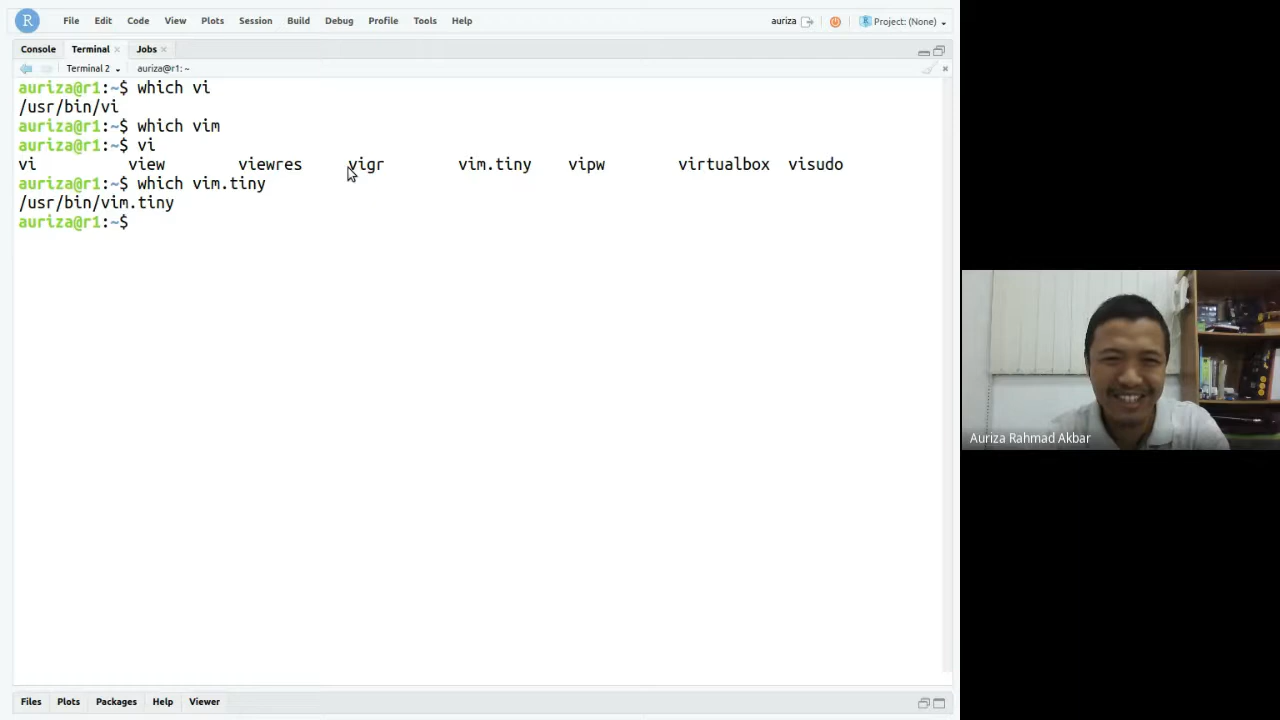 R File Edit Code View Plots Session Build Debug Profile Tools Help auriza R Project: (None)
Console Terminal Jobs
Terminal 2 auriza@r1: ~
auriza@r1:~$ which vi
/usr/bin/vi
auriza@r1:~$ which vim
auriza@r1:~$ vi
vi view viewres vigr vim.tiny vipw virtualbox visudo
auriza@r1:~$ which vim.tiny
/usr/bin/vim.tiny
auriza@r1:~$
Auriza Rahmad Akbar
Files Plots Packages Help Viewer